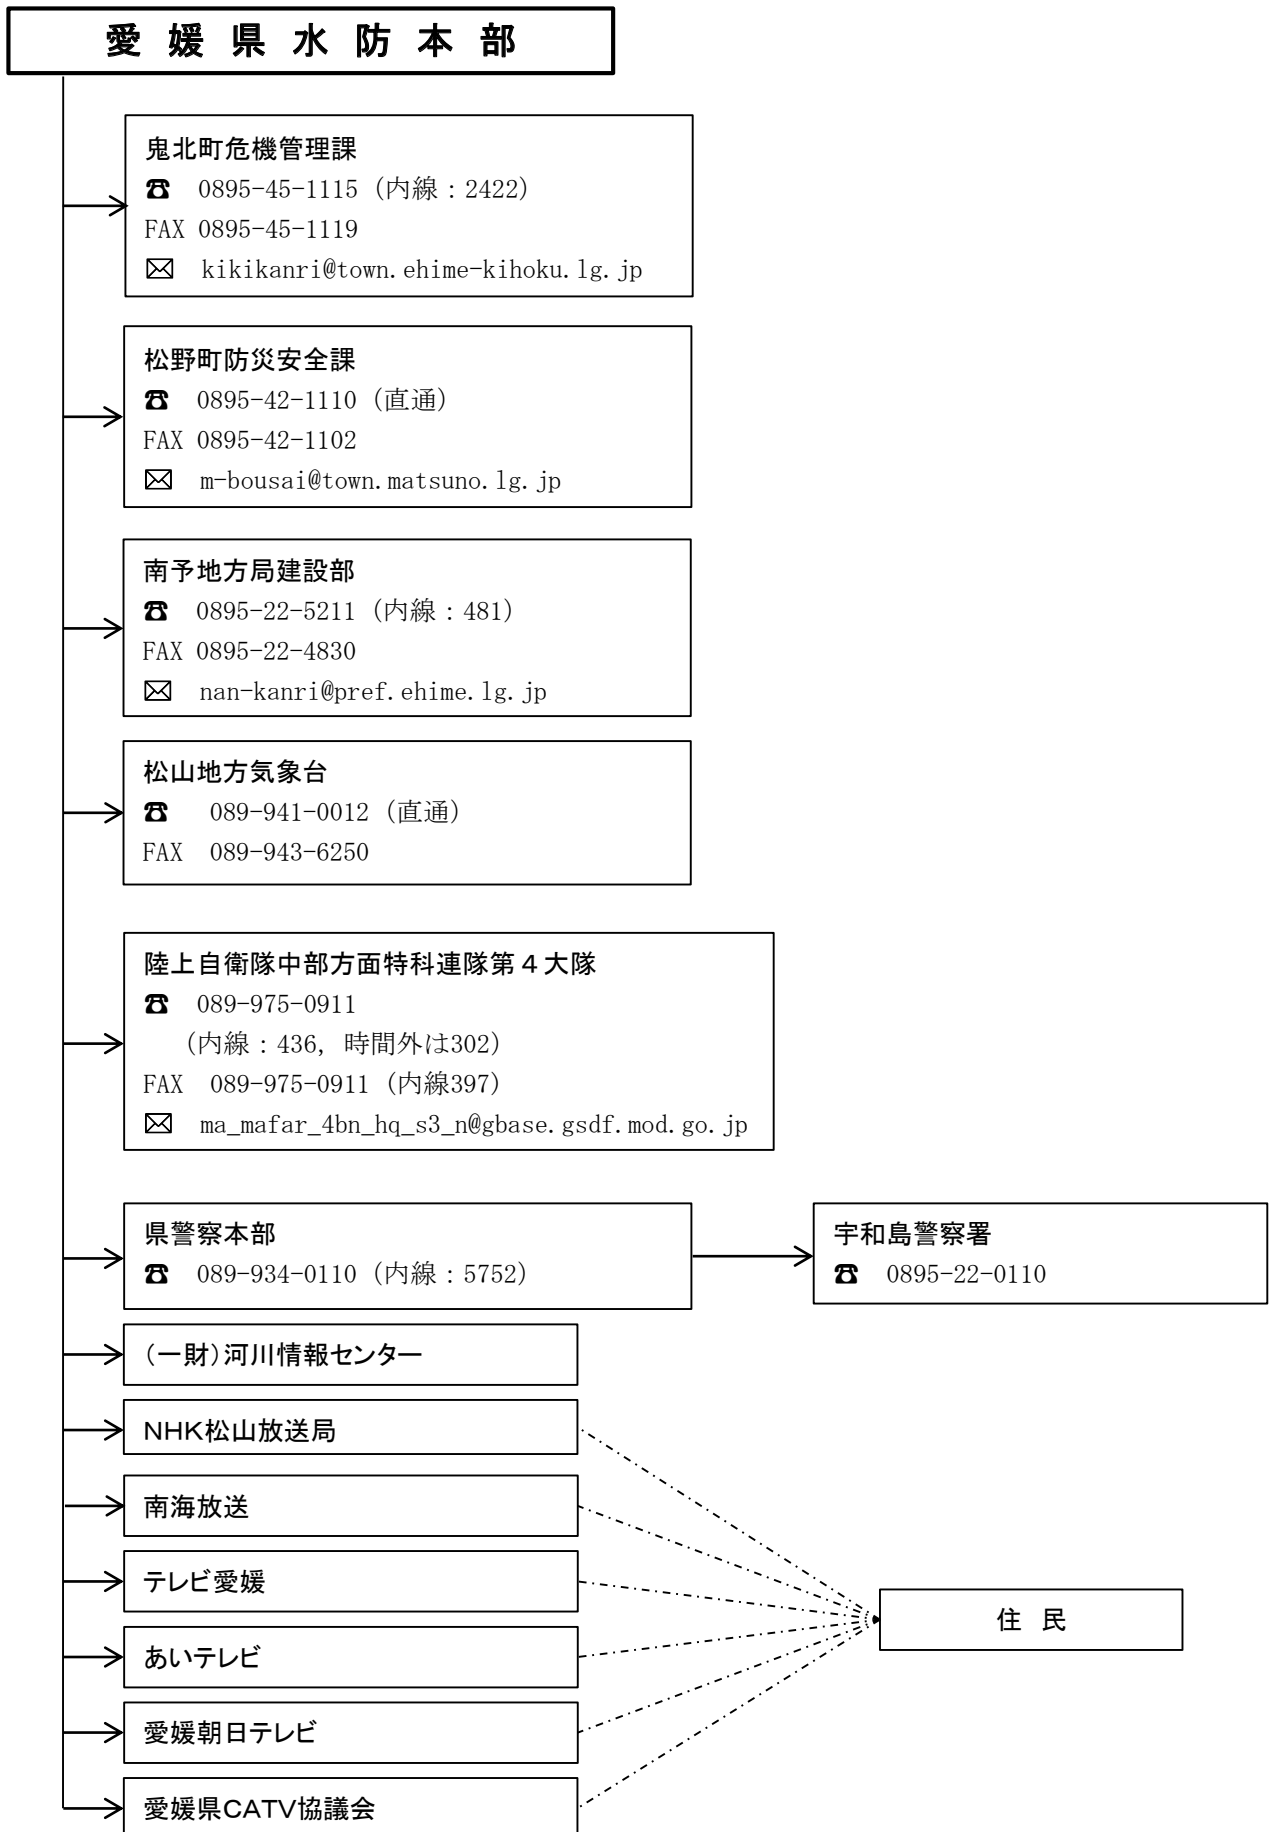 愛媛県水防本部
鬼北町危機管理課
☎ 0895-45-1115（内線：2422）
FAX 0895-45-1119
✉ kikikanri@town.ehime-kihoku.lg.jp
松野町防災安全課
☎ 0895-42-1110（直通）
FAX 0895-42-1102
✉ m-bousai@town.matsuno.lg.jp
南予地方局建設部
☎ 0895-22-5211（内線：481）
FAX 0895-22-4830
✉ nan-kanri@pref.ehime.lg.jp
松山地方気象台
☎ 089-941-0012（直通）
FAX 089-943-6250
陸上自衛隊中部方面特科連隊第４大隊
☎ 089-975-0911
（内線：436，時間外は302）
FAX 089-975-0911（内線397）
✉ ma_mafar_4bn_hq_s3_n@gbase.gsdf.mod.go.jp
県警察本部
☎ 089-934-0110（内線：5752）
宇和島警察署
☎ 0895-22-0110
（一財）河川情報センター
NHK松山放送局
南海放送
テレビ愛媛
あいテレビ
愛媛朝日テレビ
愛媛県CATV協議会
住　民